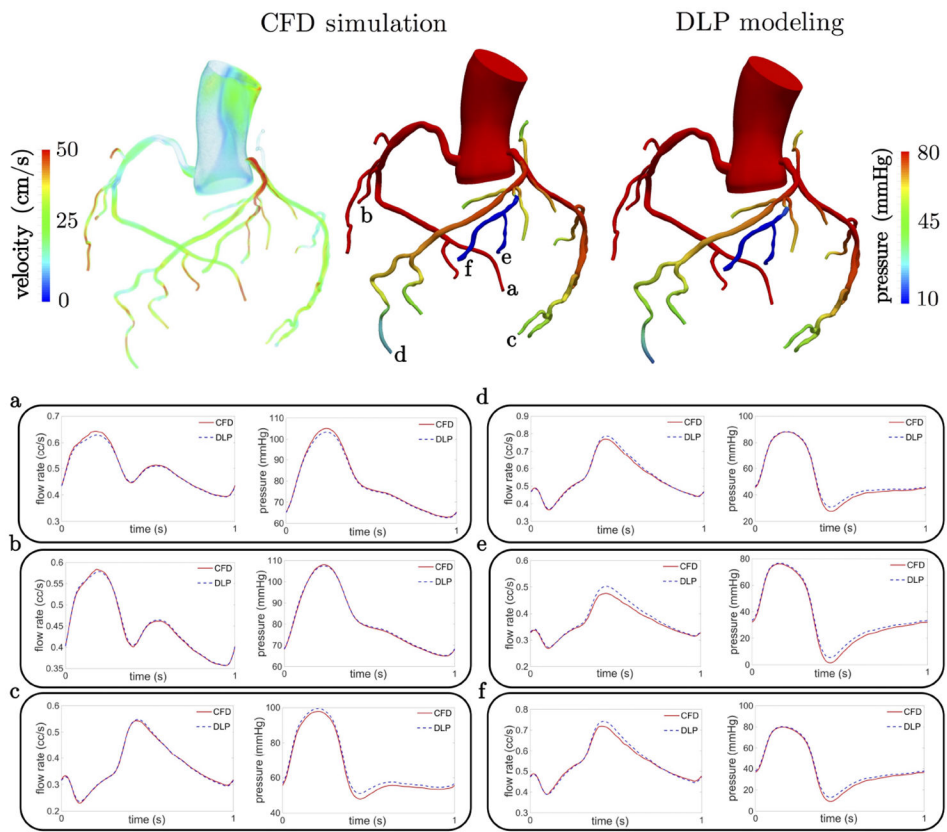 CFD simulation
DLP modeling
velocity (cm/s)
50
25
0
b
f
e
a
c
d
pressure (mmHg)
80
45
10
a
flow rate (cc/s)
0.7
0.6
0.5
0.4
0.3
0
time (s)
1
CFD
DLP
pressure (mmHg)
110
100
90
80
70
60
0
time (s)
1
CFD
DLP
d
flow rate (cc/s)
0.9
0.8
0.7
0.6
0.5
0.4
0.3
0
time (s)
1
CFD
DLP
pressure (mmHg)
100
80
60
40
20
0
time (s)
1
CFD
DLP
b
flow rate (cc/s)
0.6
0.55
0.5
0.45
0.4
0.35
0
time (s)
1
CFD
DLP
pressure (mmHg)
110
100
90
80
70
60
0
time (s)
1
CFD
DLP
e
flow rate (cc/s)
0.6
0.5
0.4
0.3
0.2
0
time (s)
1
CFD
DLP
pressure (mmHg)
80
60
40
20
0
0
time (s)
1
CFD
DLP
c
flow rate (cc/s)
0.6
0.5
0.4
0.3
0.2
0
time (s)
1
CFD
DLP
pressure (mmHg)
100
80
60
40
0
time (s)
1
CFD
DLP
f
flow rate (cc/s)
0.8
0.7
0.6
0.5
0.4
0.3
0
time (s)
1
CFD
DLP
pressure (mmHg)
100
80
60
40
20
0
0
time (s)
1
CFD
DLP